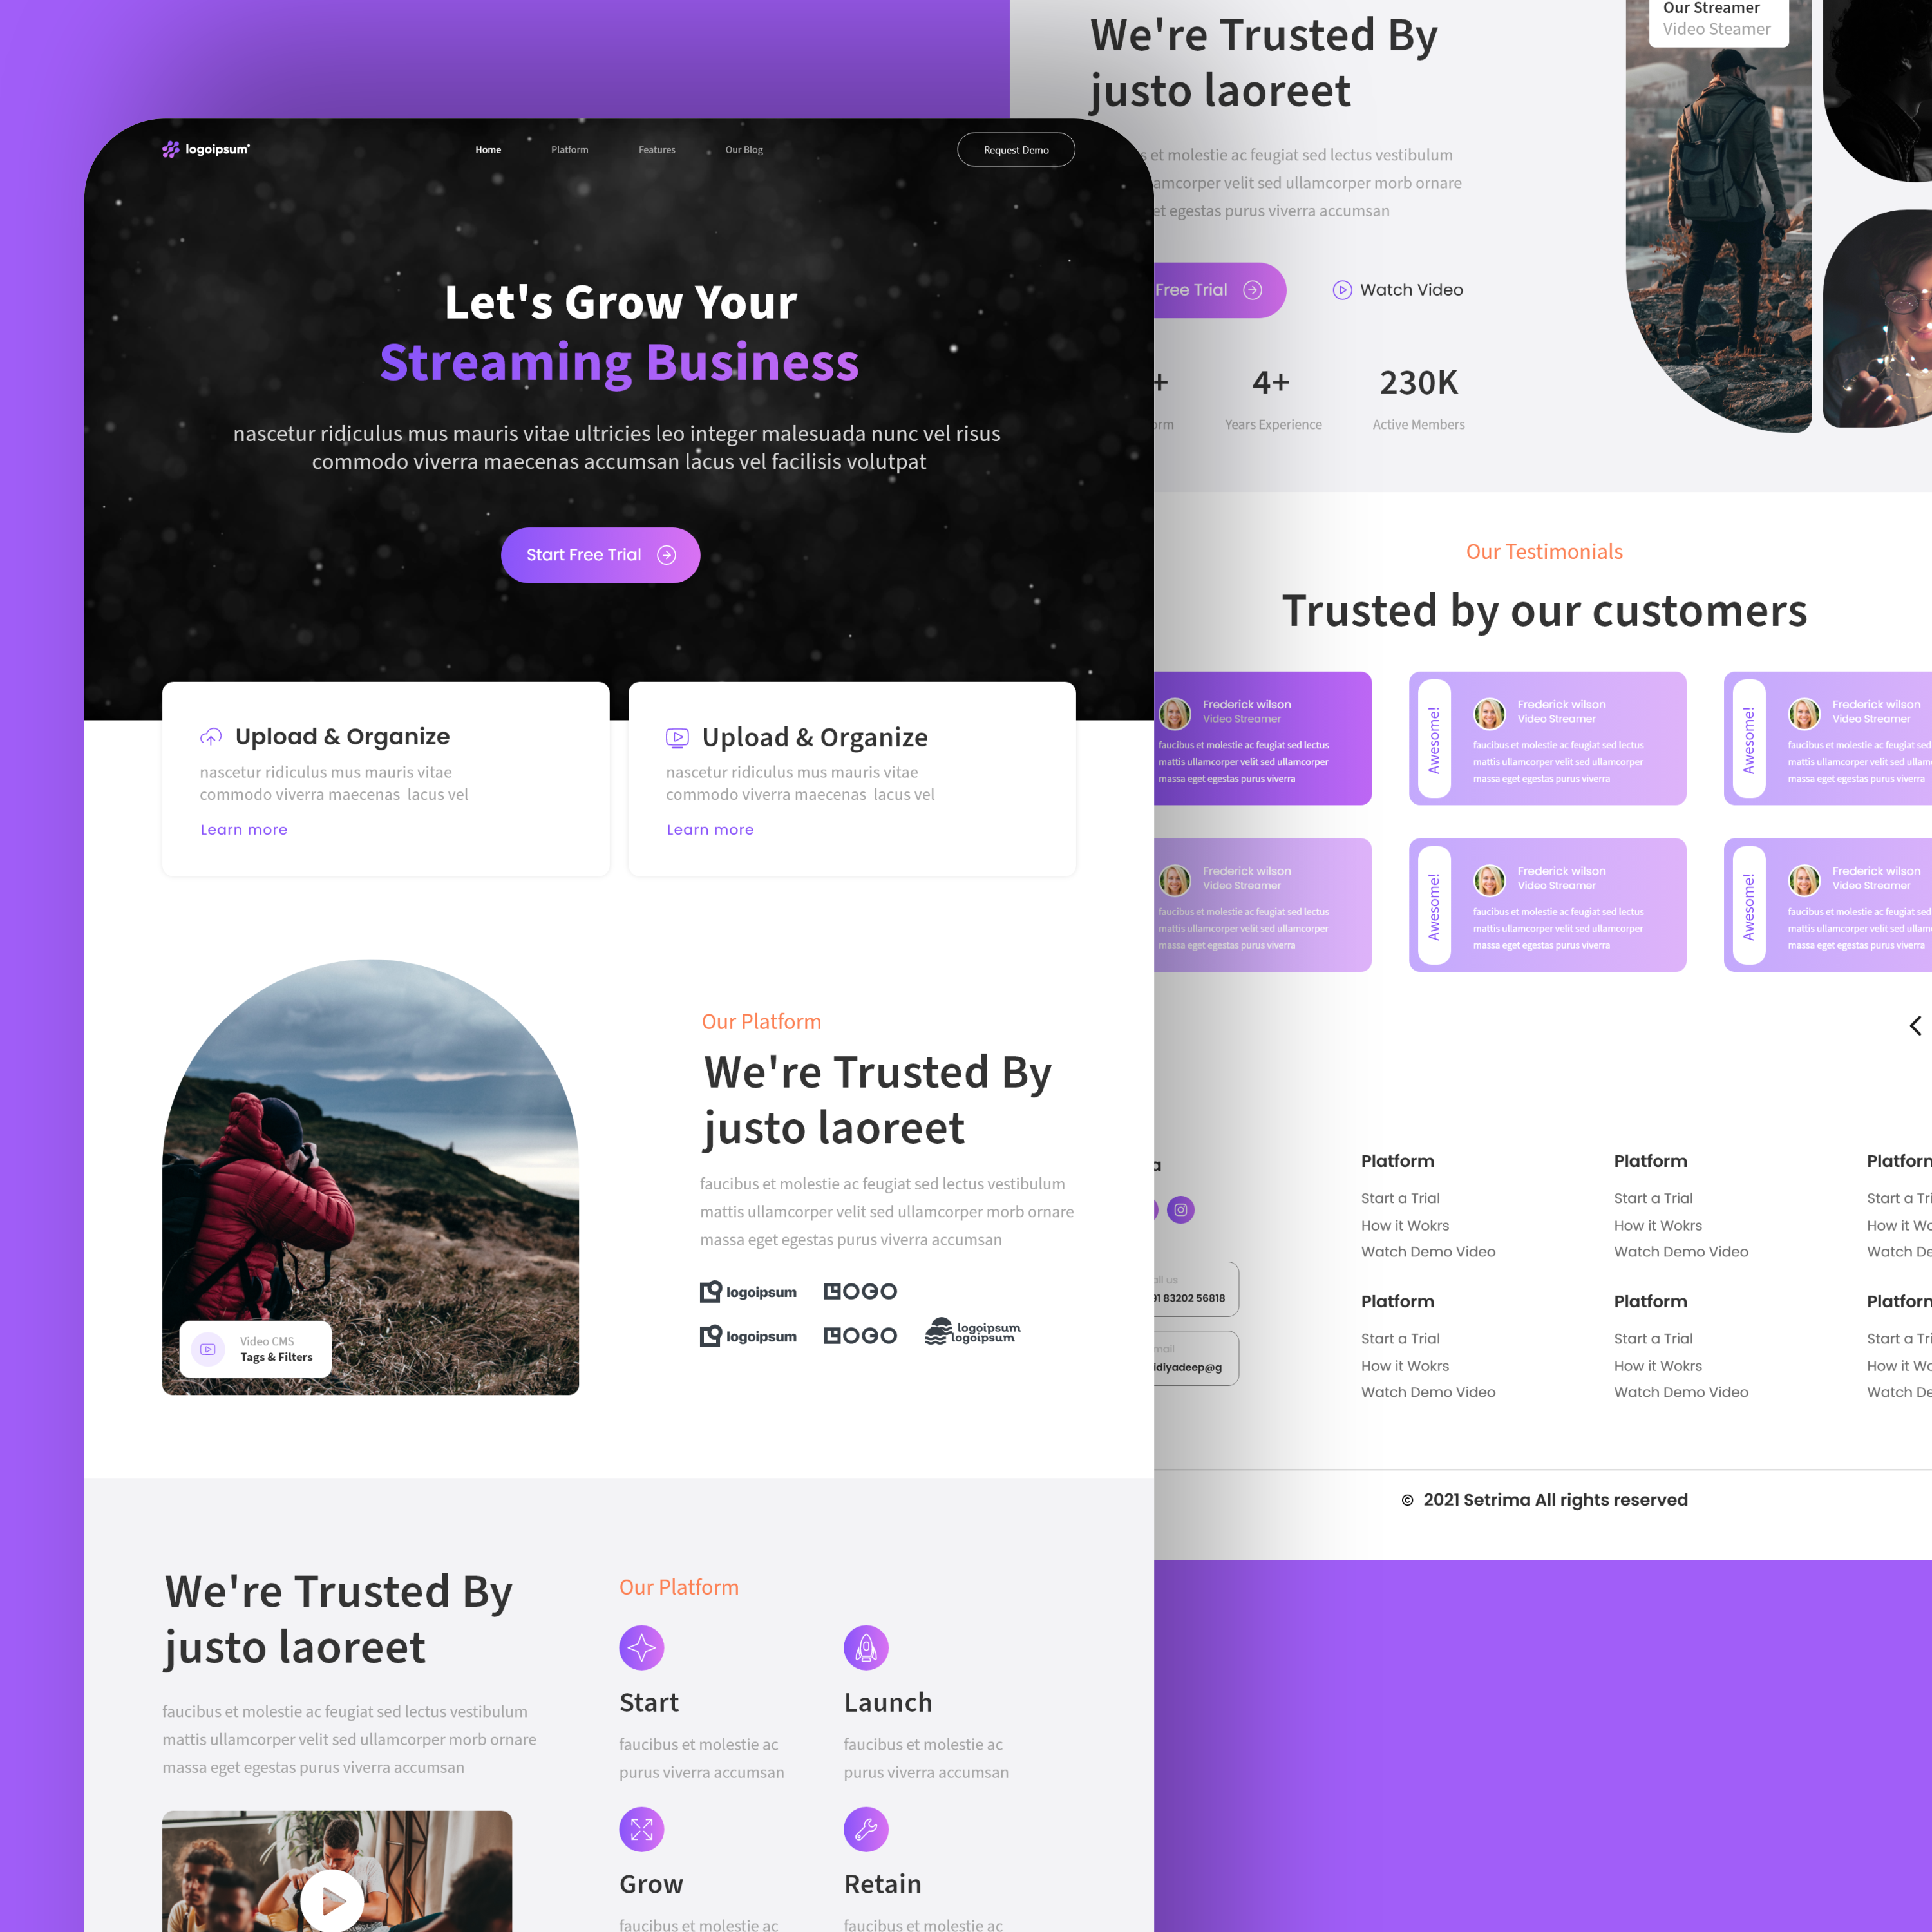 logoipsum
Home
Platform
Features
Our Blog
Request Demo
Let's Grow Your
Streaming Business
nascetur ridiculus mus mauris vitae ultricies leo integer malesuada nunc vel risus
commodo viverra maecenas accumsan lacus vel facilisis volutpat
Start Free Trial
Upload & Organize
nascetur ridiculus mus mauris vitae
commodo viverra maecenas lacus vel
Learn more
Upload & Organize
nascetur ridiculus mus mauris vitae
commodo viverra maecenas lacus vel
Learn more
Video CMS
Tags & Filters
Our Platform
We're Trusted By
justo laoreet
faucibus et molestie ac feugiat sed lectus vestibulum
mattis ullamcorper velit sed ullamcorper morb ornare
massa eget egestas purus viverra accumsan
logoipsum
LOGO
logoipsum
LOGO
logoipsum
logoipsum
We're Trusted By
justo laoreet
faucibus et molestie ac feugiat sed lectus vestibulum
mattis ullamcorper velit sed ullamcorper morb ornare
massa eget egestas purus viverra accumsan
Our Platform
Start
faucibus et molestie ac
purus viverra accumsan
Launch
faucibus et molestie ac
purus viverra accumsan
Grow
faucibus et molestie ac
Retain
faucibus et molestie ac
We're Trusted By
justo laoreet
et molestie ac feugiat sed lectus vestibulum
velit sed ullamcorper morb ornare
egestas purus viverra accumsan
Free Trial
Watch Video
+
4+
Years Experience
230K
Active Members
Our Streamer
Video Steamer
Our Testimonials
Trusted by our customers
Frederick wilson
Video Streamer
faucibus et molestie ac feugiat sed lectus
mattis ullamcorper velit sed ullamcorper
massa eget egestas purus viverra
Awesome!
Frederick wilson
Video Streamer
faucibus et molestie ac feugiat sed lectus
mattis ullamcorper velit sed ullamcorper
massa eget egestas purus viverra
Awesome!
Frederick wilson
Video Streamer
faucibus et molestie ac feugiat sed
mattis ullamcorper velit sed
massa eget egestas purus viverra
Frederick wilson
Video Streamer
faucibus et molestie ac feugiat sed lectus
mattis ullamcorper velit sed ullamcorper
massa eget egestas purus viverra
Awesome!
Frederick wilson
Video Streamer
faucibus et molestie ac feugiat sed lectus
mattis ullamcorper velit sed ullamcorper
massa eget egestas purus viverra
Awesome!
Frederick wilson
Video Streamer
faucibus et molestie ac feugiat sed
mattis ullamcorper velit sed
massa eget egestas purus viverra
us
83202 56818
idiyadeep@g
Platform
Start a Trial
How it Wokrs
Watch Demo Video
Platform
Start a Trial
How it Wokrs
Watch Demo Video
Start a
How it
Watch
Platform
Start a Trial
How it Wokrs
Watch Demo Video
Platform
Start a Trial
How it Wokrs
Watch Demo Video
Start a
How it
Watch
© 2021 Setrima All rights reserved